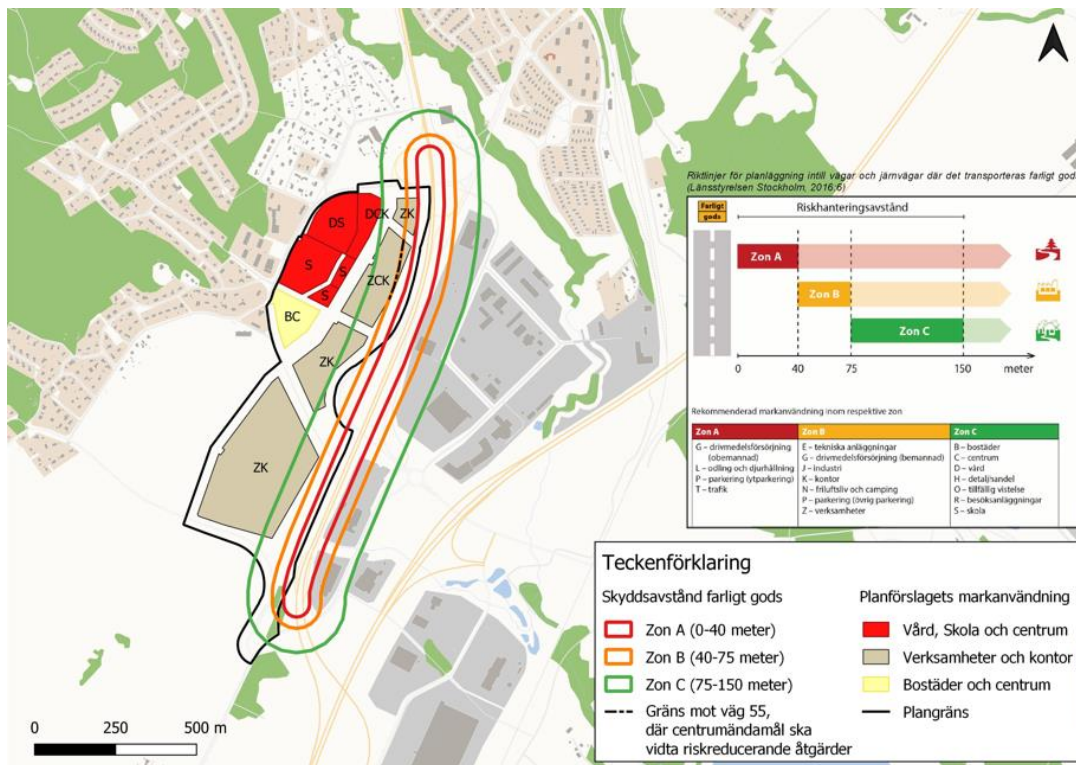 DS
DCK
ZK
S
S
S
ZCK
BC
ZK
ZK
Riktlinjer för planläggning intill vägar och järnvägar där det transporteras farligt gods
(Länsstyrelsen Stockholm, 2016:6)
Farligt
gods
Riskhanteringsavstånd
Zon A
Zon B
Zon C
0 40 75 150 meter
Rekommenderad markanvändning inom respektive zon
Zon A
G – drivmedelsförsörjning
(obemannad)
L – odling och djurhållning
P – parkering (ytparkering)
T – trafik
Zon B
E – tekniska anläggningar
G – drivmedelsförsörjning (bemannad)
J – industri
K – kontor
N – friluftsliv och camping
P – parkering (övrig parkering)
Z – verksamheter
Zon C
B – bostäder
C – centrum
D – vård
H – detaljhandel
O – tillfällig vistelse
R – besöksanläggningar
S – skola
Teckenförklaring
Skyddsavstånd farligt gods
Zon A (0-40 meter)
Zon B (40-75 meter)
Zon C (75-150 meter)
Gräns mot väg 55,
där centrumändamål ska
vidta riskreducerande åtgärder
Planförslagets markanvändning
Vård, Skola och centrum
Verksamheter och kontor
Bostäder och centrum
Plangräns
0 250 500 m